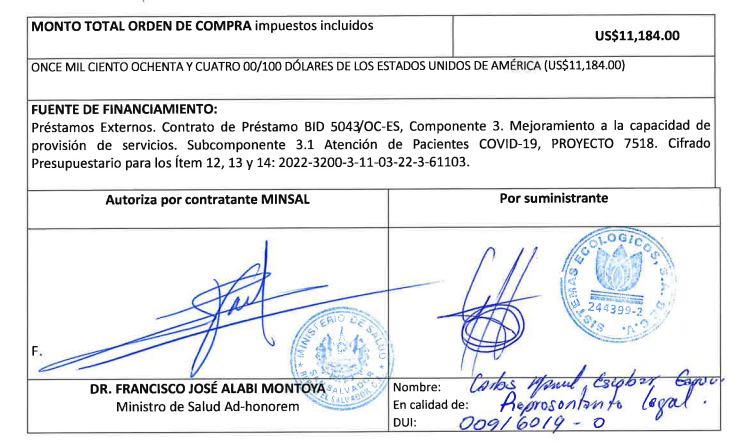 MONTO TOTAL ORDEN DE COMPRA impuestos incluidos
US$11,184.00
ONCE MIL CIENTO OCHENTA Y CUATRO 00/100 DÓLARES DE LOS ESTADOS UNIDOS DE AMÉRICA (US$11,184.00)
FUENTE DE FINANCIAMIENTO:
Préstamos Externos. Contrato de Préstamo BID 5043/OC-ES, Componente 3. Mejoramiento a la capacidad de
provisión de servicios. Subcomponente 3.1 Atención de Pacientes COVID-19, PROYECTO 7518. Cifrado
Presupuestario para los Ítem 12, 13 y 14: 2022-3200-3-11-03-22-3-61103.
Autoriza por contratante MINSAL
Por suministrante
SISTEMAS ECOLOGICOS, S.A. DE C.V.
244399-2
F.
MINISTERIO DE SALUD
EL SALVADOR, C.A.
DR. FRANCISCO JOSÉ ALABI MONTOYA
Ministro de Salud Ad-honorem
Nombre: Carlos Manuel Escobar
En calidad de: Representante legal.
DUI: 00916019-0